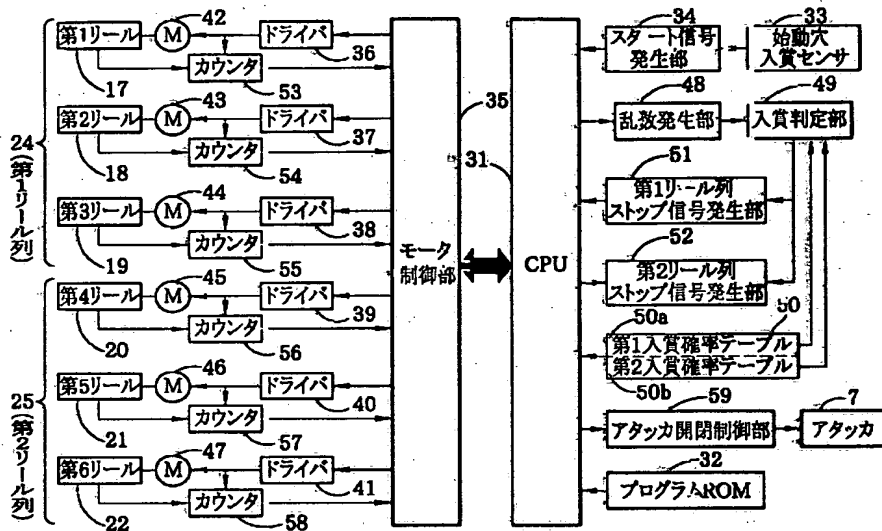 42
第1リール
M
ドライバ
36
カウンタ
17
53
43
第2リール
M
ドライバ
37
カウンタ
18
54
24(第1リール列)
44
第3リール
M
ドライバ
38
カウンタ
19
55
45
第4リール
M
ドライバ
39
カウンタ
20
56
46
第5リール
M
ドライバ
40
カウンタ
21
57
25(第2リール列)
47
第6リール
M
ドライバ
41
カウンタ
22
58
35
モータ
制御部
31
CPU
34
スタート信号
発生部
33
始動穴
入賞センサ
48
乱数発生部
49
入賞判定部
51
第1リール列
ストップ信号発生部
52
第2リール列
ストップ信号発生部
50a
50
第1入賞確率テーブル
第2入賞確率テーブル
50b
59
アタッカ開閉制御部
7
アタッカ
32
プログラムROM